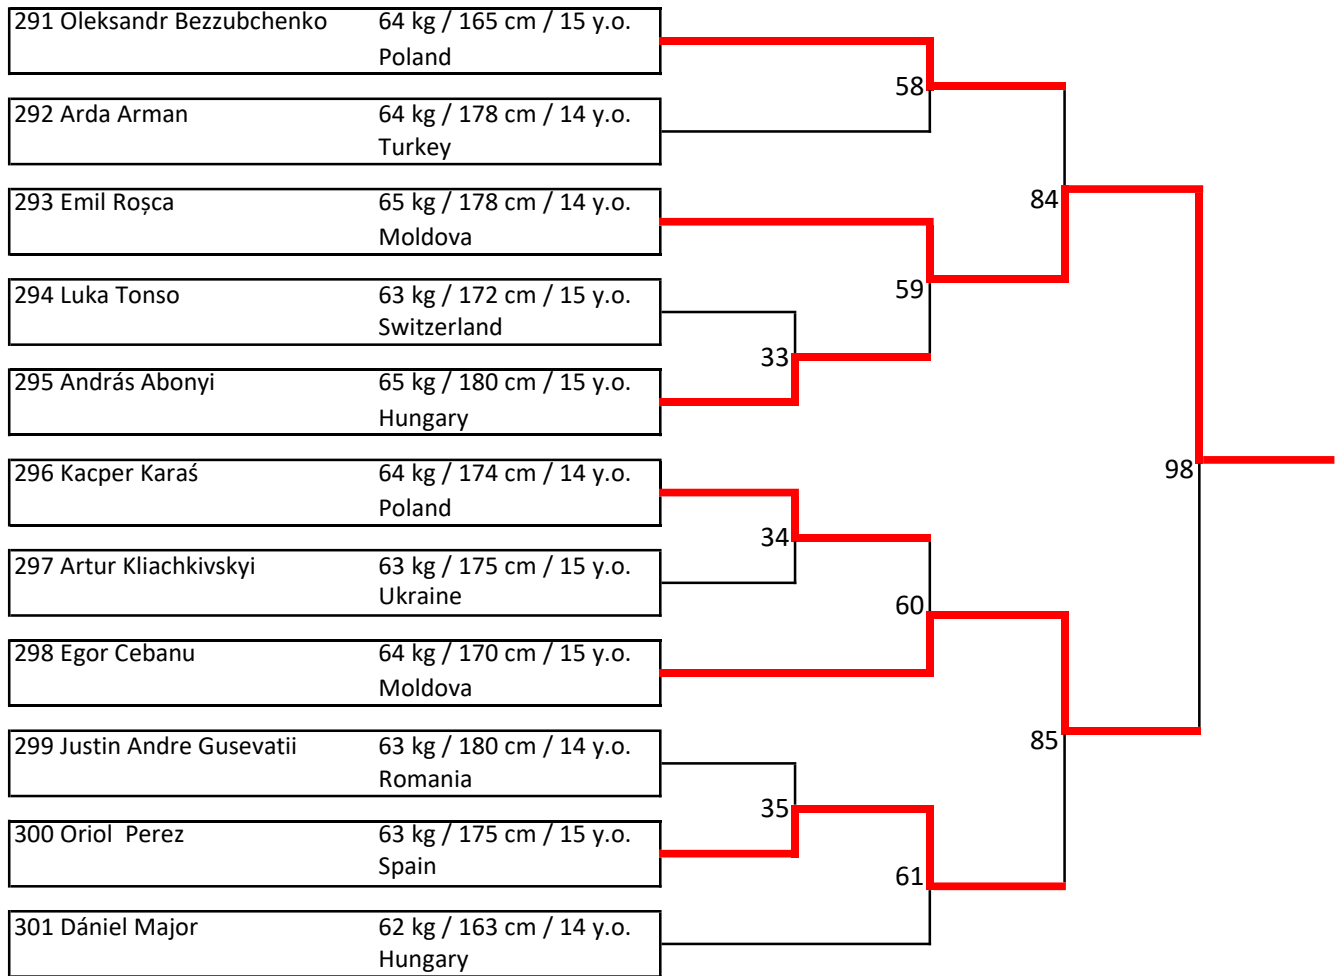 291 Oleksandr Bezzubchenko 64 kg / 165 cm / 15 y.o.
Poland
58
292 Arda Arman 64 kg / 178 cm / 14 y.o.
Turkey
293 Emil Roșca 65 kg / 178 cm / 14 y.o.
84
Moldova
294 Luka Tonso 63 kg / 172 cm / 15 y.o.
59
Switzerland
33
295 András Abonyi 65 kg / 180 cm / 15 y.o.
Hungary
296 Kacper Karaś 64 kg / 174 cm / 14 y.o.
98
Poland
34
297 Artur Kliachkivskyi 63 kg / 175 cm / 15 y.o.
Ukraine
60
298 Egor Cebanu 64 kg / 170 cm / 15 y.o.
Moldova
299 Justin Andre Gusevatii 63 kg / 180 cm / 14 y.o.
85
Romania
35
300 Oriol  Perez 63 kg / 175 cm / 15 y.o.
Spain
61
301 Dániel Major 62 kg / 163 cm / 14 y.o.
Hungary